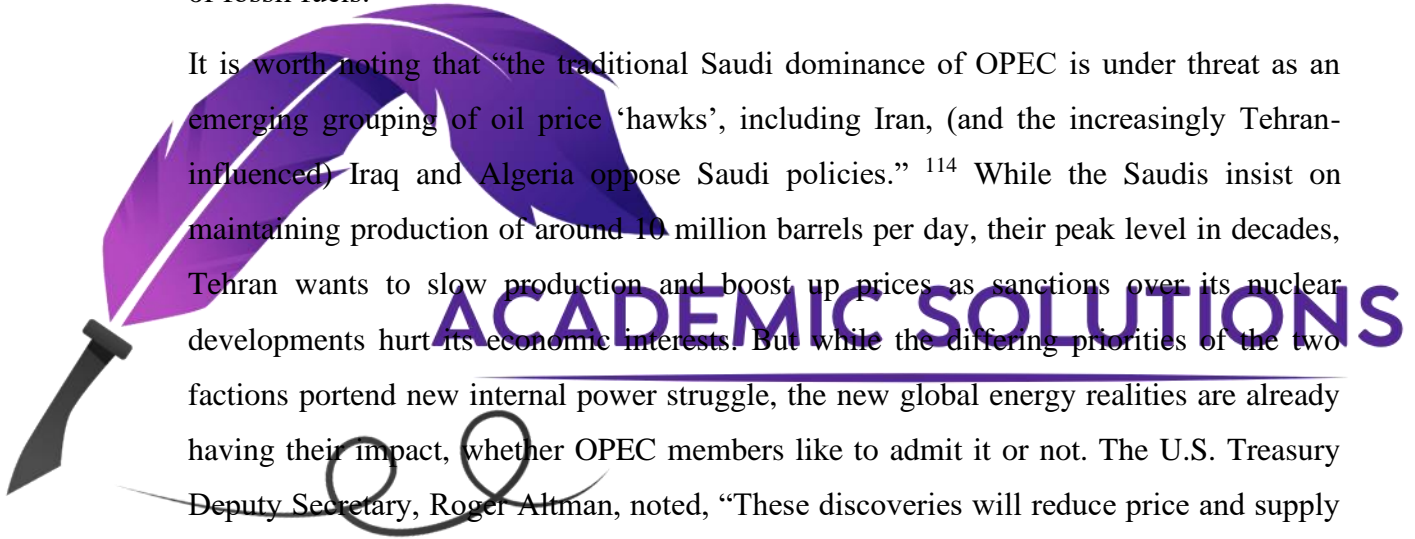 of fossil fuels.
It is worth noting that “the traditional Saudi dominance of OPEC is under threat as an
emerging grouping of oil price ‘hawks’, including Iran, (and the increasingly Tehran-
influenced) Iraq and Algeria oppose Saudi policies.” 114 While the Saudis insist on
maintaining production of around 10 million barrels per day, their peak level in decades,
Tehran wants to slow production and boost up prices as sanctions over its nuclear
ACADEMIC SOLUTIONS
developments hurt its economic interests. But while the differing priorities of the two
factions portend new internal power struggle, the new global energy realities are already
having their impact, whether OPEC members like to admit it or not. The U.S. Treasury
Deputy Secretary, Roger Altman, noted, “These discoveries will reduce price and supply